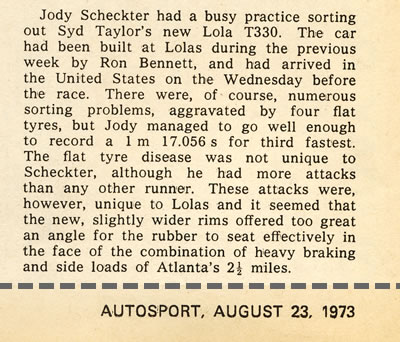 Jody Scheckter had a busy practice sorting
out Syd Taylor's new Lola T330. The car
had been built at Lolas during the previous
week by Ron Bennett, and had arrived in
the United States on the Wednesday before
the race. There were, of course, numerous
sorting problems, aggravated by four flat
tyres, but Jody managed to go well enough
to record a 1 m 17.056 s for third fastest.
The flat tyre disease was not unique to
Scheckter, although he had more attacks
than any other runner. These attacks were,
however, unique to Lolas and it seemed that
the new, slightly wider rims offered too great
an angle for the rubber to seat effectively in
the face of the combination of heavy braking
and side loads of Atlanta's 2½ miles.
AUTOSPORT, AUGUST 23, 1973